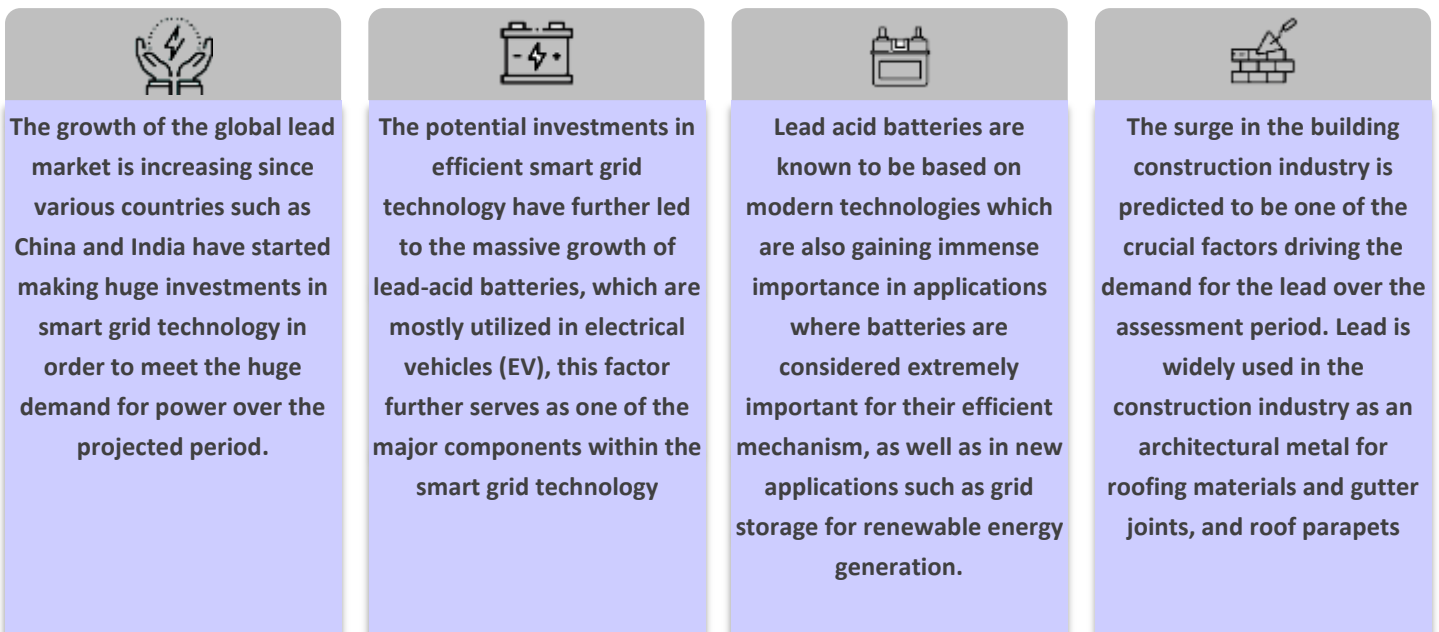 The growth of the global lead
market is increasing since
various countries such as
China and India have started
making huge investments in
smart grid technology in
order to meet the huge
demand for power over the
projected period.
The potential investments in
efficient smart grid
technology have further led
to the massive growth of
lead-acid batteries, which are
mostly utilized in electrical
vehicles (EV), this factor
further serves as one of the
major components within the
smart grid technology
Lead acid batteries are
known to be based on
modern technologies which
are also gaining immense
importance in applications
where batteries are
considered extremely
important for their efficient
mechanism, as well as in new
applications such as grid
storage for renewable energy
generation.
The surge in the building
construction industry is
predicted to be one of the
crucial factors driving the
demand for the lead over the
assessment period. Lead is
widely used in the
construction industry as an
architectural metal for
roofing materials and gutter
joints, and roof parapets